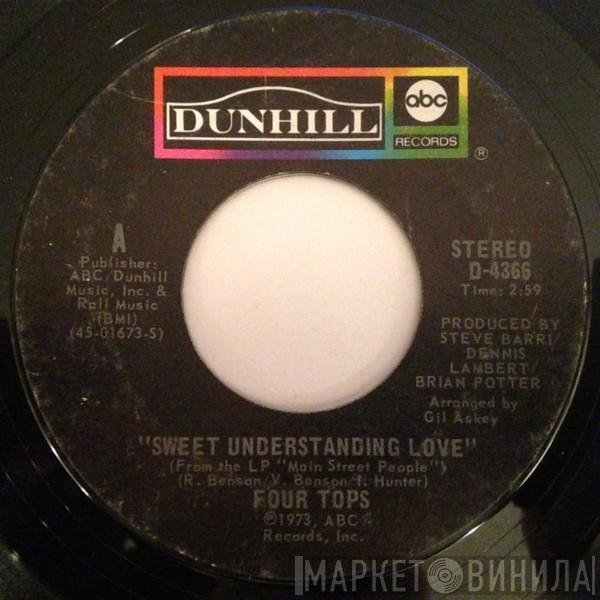 DUNHILL
abc
RECORDS
®
A
Publisher:
ABC/Dunhill
Music, Inc. &
Rall Music
(BMI)
(45-01673-S)
STEREO
D-4366
Time: 2:59
PRODUCED BY
STEVE BARRI/
DENNIS
LAMBERT/
BRIAN POTTER
Arranged by
Gil Askey
"SWEET UNDERSTANDING LOVE"
(From the LP "Main Street People")
(R. Benson/V. Benson/I. Hunter)
FOUR TOPS
℗1973, ABC
Records, Inc.
МАРКЕТ ВИНИЛА